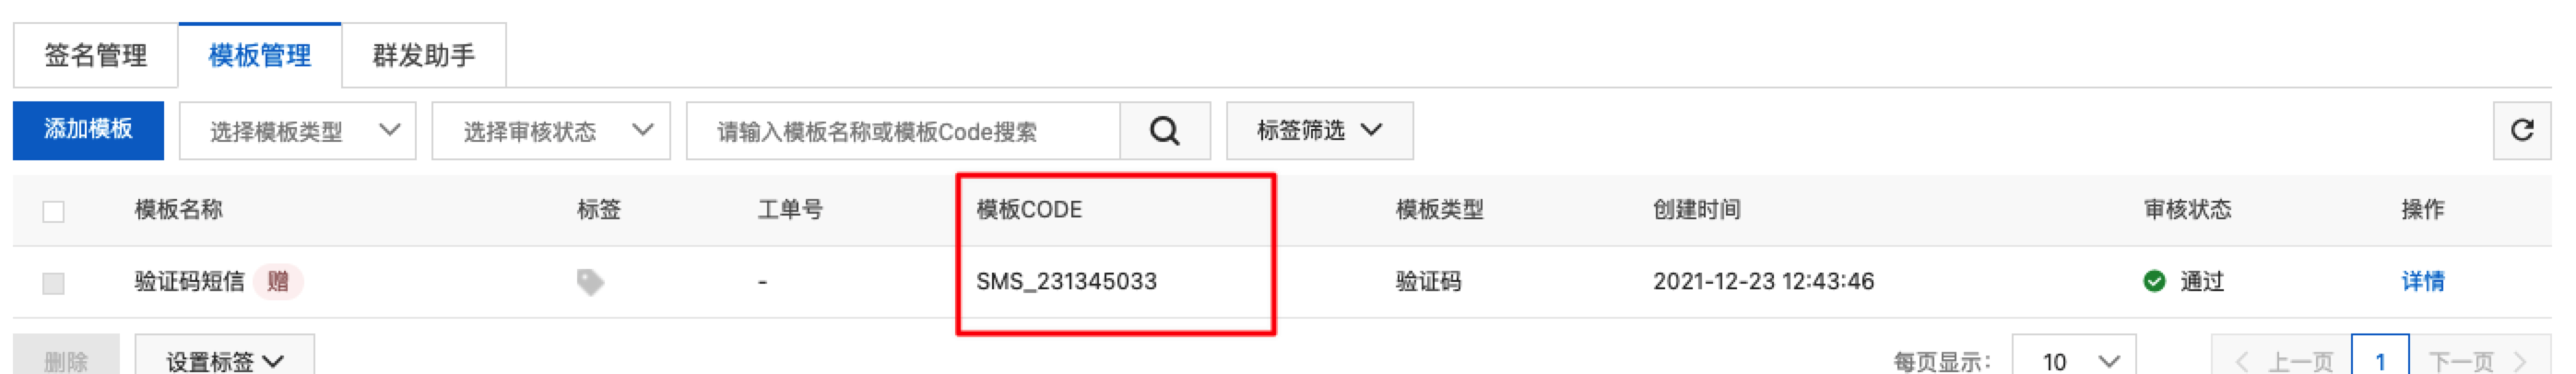 签名管理 模板管理 群发助手
添加模板 选择模板类型 选择审核状态 请输入模板名称或模板Code搜索 标签筛选
模板名称 标签 工单号 模板CODE 模板类型 创建时间 审核状态 操作
验证码短信 赠 - SMS_231345033 验证码 2021-12-23 12:43:46 通过 详情
删除 设置标签 每页显示: 10 上一页 1 下一页